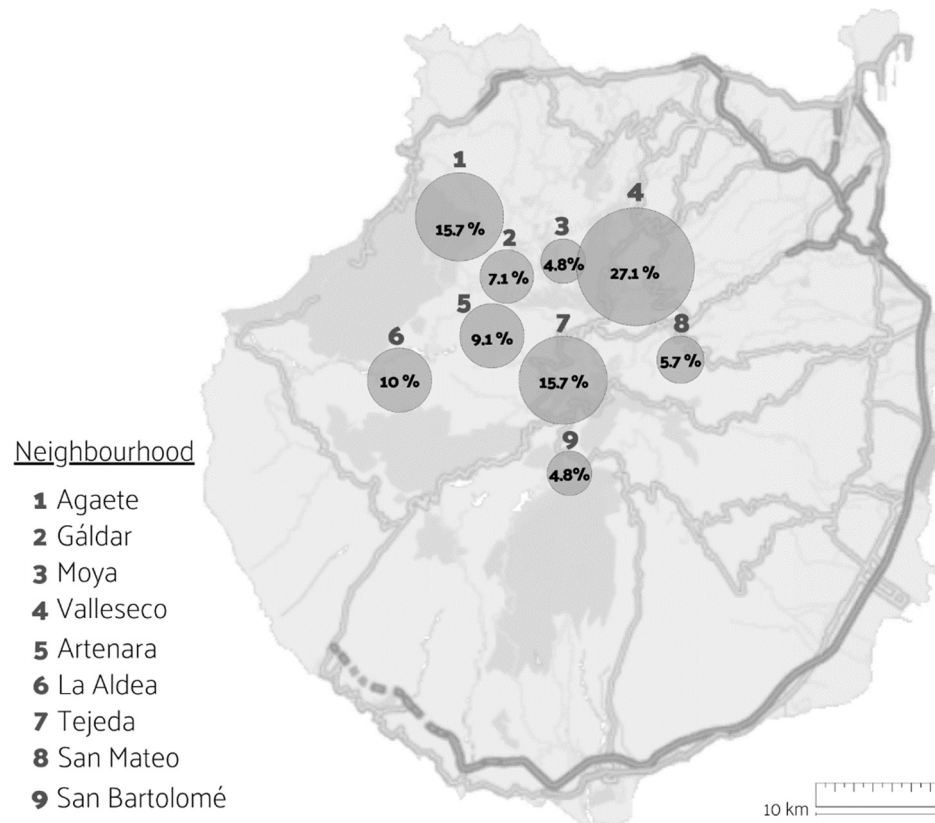 1
4
15.7 %
2
3
7.1 %
4.8%
27.1 %
5
7
8
6
9.1 %
5.7 %
10 %
15.7 %
9
4.8%
Neighbourhood
1 Agaete
2 Gáldar
3 Moya
4 Valleseco
5 Artenara
6 La Aldea
7 Tejeda
8 San Mateo
9 San Bartolomé
10 km